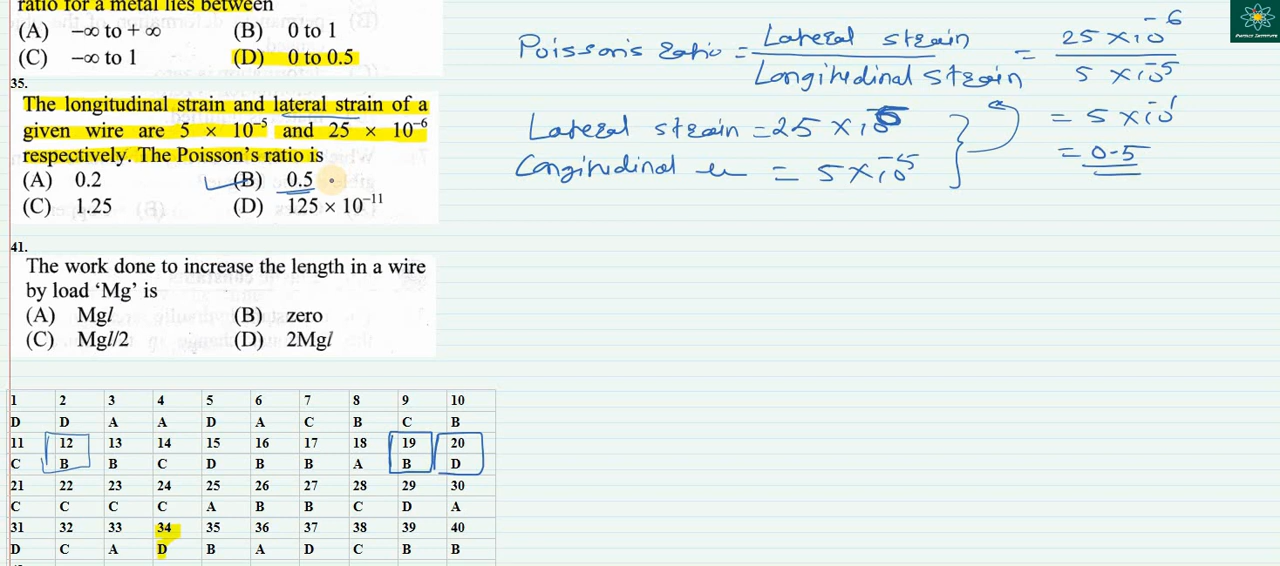 ratio for a metal lies between
(A) −∞ to + ∞ (B) 0 to 1
(C) −∞ to 1 (D) 0 to 0.5
35.
The longitudinal strain and lateral strain of a
given wire are 5 × 10⁻⁵ and 25 × 10⁻⁶
respectively. The Poisson's ratio is
(A) 0.2 (B) 0.5
(C) 1.25 (D) 125 × 10⁻¹¹
41.
The work done to increase the length in a wire
by load 'Mg' is
(A) Mgl (B) zero
(C) Mgl/2 (D) 2Mgl
1 2 3 4 5 6 7 8 9 10
D D A A D A C B C B
11 12 13 14 15 16 17 18 19 20
C B B C D B B A B D
21 22 23 24 25 26 27 28 29 30
C C C C A B B C D A
31 32 33 34 35 36 37 38 39 40
D C A D B A D C B B
Poisson's ratio = Lateral strain / Longitudinal strain = 25 × 10⁻⁶ / 5 × 10⁻⁵
Lateral strain = 25 × 10⁻⁶
= 5 × 10⁻¹
Longitudinal = 5 × 10⁻⁵
= 0.5